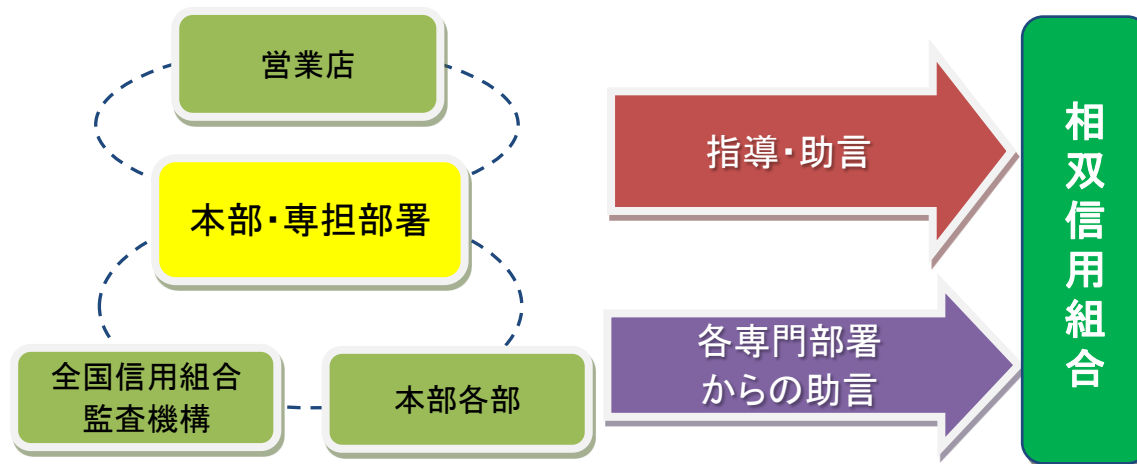 営業店
本部・専担部署
全国信用組合
監査機構
本部各部
指導・助言
各専門部署
からの助言
相双信用組合